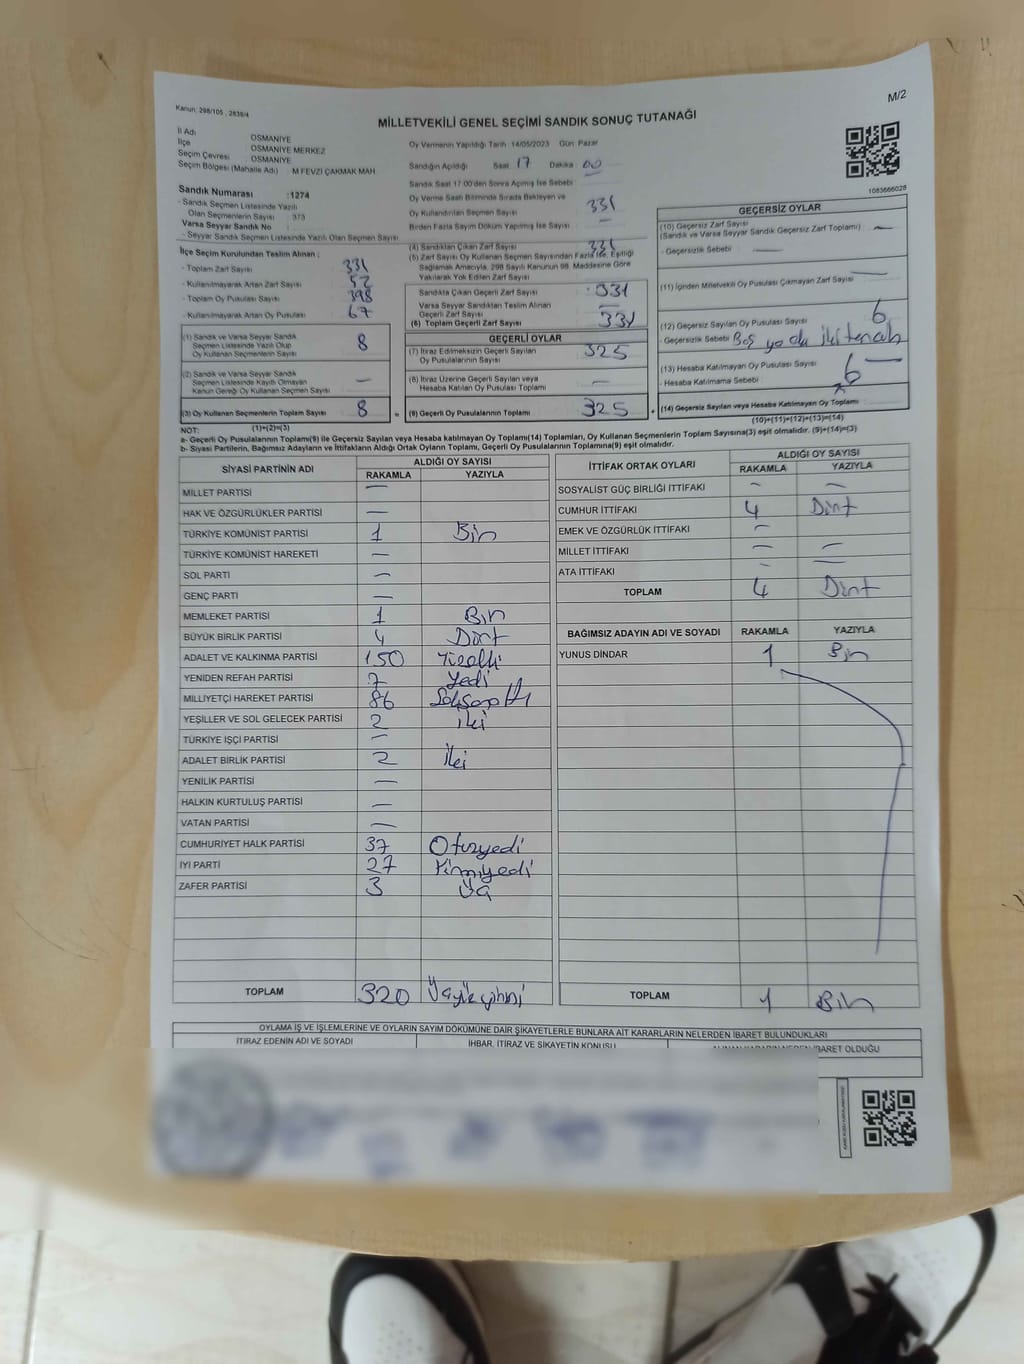 M/2
Kanun: 298/105 , 2839/4
MİLLETVEKİLİ GENEL SEÇİMİ SANDIK SONUÇ TUTANAĞI
İl Adı OSMANİYE
İlçe OSMANİYE MERKEZ
Seçim Çevresi OSMANİYE
Seçim Bölgesi (Mahalle Adı) M FEVZİ ÇAKMAK MAH.
Sandık Numarası :1274
- Sandık Seçmen Listesinde Yazılı
Olan Seçmenlerin Sayısı : 373
Varsa Seyyar Sandık No
- Seyyar Sandık Seçmen Listesinde Yazılı Olan Seçmen Sayısı
Oy Vermenin Yapıldığı Tarih 14/05/2023 Gün Pazar
Sandığın Açıldığı Saat 17 Dakika 00
Sandık Saat 17.00'den Sonra Açılmış İse Sebebi
Oy Verme Saati Bitiminde Sırada Bekleyen ve
Oy Kullandırılan Seçmen Sayısı 331
Birden Fazla Sayım Döküm Yapılmış İse Sayısı —
1083666028
İlçe Seçim Kurulundan Teslim Alınan :
- Toplam Zarf Sayısı 331
- Kullanılmayarak Artan Zarf Sayısı 52
- Toplam Oy Pusulası Sayısı 398
- Kullanılmayarak Artan Oy Pusulası 67
(1) Sandık ve Varsa Seyyar Sandık
Seçmen Listesinde Yazılı Olup
Oy Kullanan Seçmenlerin Sayısı 8
(2) Sandık ve Varsa Seyyar Sandık
Seçmen Listesinde Kayıtlı Olmayan
Kanun Gereği Oy Kullanan Seçmen Sayısı —
(3) Oy Kullanan Seçmenlerin Toplam Sayısı 8
(1)+(2)=(3)
(4) Sandıktan Çıkan Zarf Sayısı 331
(5) Zarf Sayısı Oy Kullanan Seçmen Sayısından Fazla İse, Eşitliği
Sağlamak Amacıyla, 298 Sayılı Kanunun 98. Maddesine Göre
Yakılarak Yok Edilen Zarf Sayısı
Sandıkta Çıkan Geçerli Zarf Sayısı 331
Varsa Seyyar Sandıktan Teslim Alınan
Geçerli Zarf Sayısı —
(6) Toplam Geçerli Zarf Sayısı 331
GEÇERLİ OYLAR
(7) İtiraz Edilmeksizin Geçerli Sayılan
Oy Pusulalarının Sayısı 325
(8) İtiraz Üzerine Geçerli Sayılan veya
Hesaba Katılan Oy Pusulası Toplamı —
= (9) Geçerli Oy Pusulalarının Toplamı 325
GEÇERSİZ OYLAR
(10) Geçersiz Zarf Sayısı
(Sandık ve Varsa Seyyar Sandık Geçersiz Zarf Toplamı) —
- Geçersizlik Sebebi —
(11) İçinden Milletvekili Oy Pusulası Çıkmayan Zarf Sayısı —
(12) Geçersiz Sayılan Oy Pusulası Sayısı 6
- Geçersizlik Sebebi Boş ya da iki tercih
(13) Hesaba Katılmayan Oy Pusulası Sayısı —
- Hesaba Katılmama Sebebi
+ (14) Geçersiz Sayılan veya Hesaba Katılmayan Oy Toplamı 6
(10)+(11)+(12)+(13)=(14)
NOT:
a- Geçerli Oy Pusulalarının Toplamı(9) ile Geçersiz Sayılan veya Hesaba katılmayan Oy Toplamı(14) Toplamları, Oy Kullanan Seçmenlerin Toplam Sayısına(3) eşit olmalıdır. (9)+(14)=(3)
b- Siyasi Partilerin, Bağımsız Adayların ve İttifakların Aldığı Ortak Oyların Toplamı, Geçerli Oy Pusulalarının Toplamına(9) eşit olmalıdır.
SİYASİ PARTİNİN ADI ALDIĞI OY SAYISI
RAKAMLA YAZIYLA
MİLLET PARTİSİ —
HAK VE ÖZGÜRLÜKLER PARTİSİ —
TÜRKİYE KOMÜNİST PARTİSİ 1 Bir
TÜRKİYE KOMÜNİST HAREKETİ —
SOL PARTİ —
GENÇ PARTİ —
MEMLEKET PARTİSİ 1 Bir
BÜYÜK BİRLİK PARTİSİ 4 Dört
ADALET VE KALKINMA PARTİSİ 150 Yüzelli
YENİDEN REFAH PARTİSİ 7 Yedi
MİLLİYETÇİ HAREKET PARTİSİ 86 Seksenaltı
YEŞİLLER VE SOL GELECEK PARTİSİ 2 iki
TÜRKİYE İŞÇİ PARTİSİ —
ADALET BİRLİK PARTİSİ 2 İki
YENİLİK PARTİSİ —
HALKIN KURTULUŞ PARTİSİ —
VATAN PARTİSİ —
CUMHURİYET HALK PARTİSİ 37 Otuzyedi
İYİ PARTİ 27 Yirmiyedi
ZAFER PARTİSİ 3 Üç
TOPLAM 320 Üçyüzyirmi
İTTİFAK ORTAK OYLARI ALDIĞI OY SAYISI
RAKAMLA YAZIYLA
SOSYALİST GÜÇ BİRLİĞİ İTTİFAKI — —
CUMHUR İTTİFAKI 4 Dört
EMEK VE ÖZGÜRLÜK İTTİFAKI —
MİLLET İTTİFAKI — —
ATA İTTİFAKI — —
TOPLAM 4 Dört
BAĞIMSIZ ADAYIN ADI VE SOYADI RAKAMLA YAZIYLA
YUNUS DİNDAR 1 Bir
TOPLAM 1 Bir
OYLAMA İŞ VE İŞLEMLERİNE VE OYLARIN SAYIM DÖKÜMÜNE DAİR ŞİKAYETLERLE BUNLARA AİT KARARLARIN NELERDEN İBARET BULUNDUKLARI
İTİRAZ EDENİN ADI VE SOYADI İHBAR, İTİRAZ VE ŞİKAYETİN KONUSU İBARET OLDUĞU